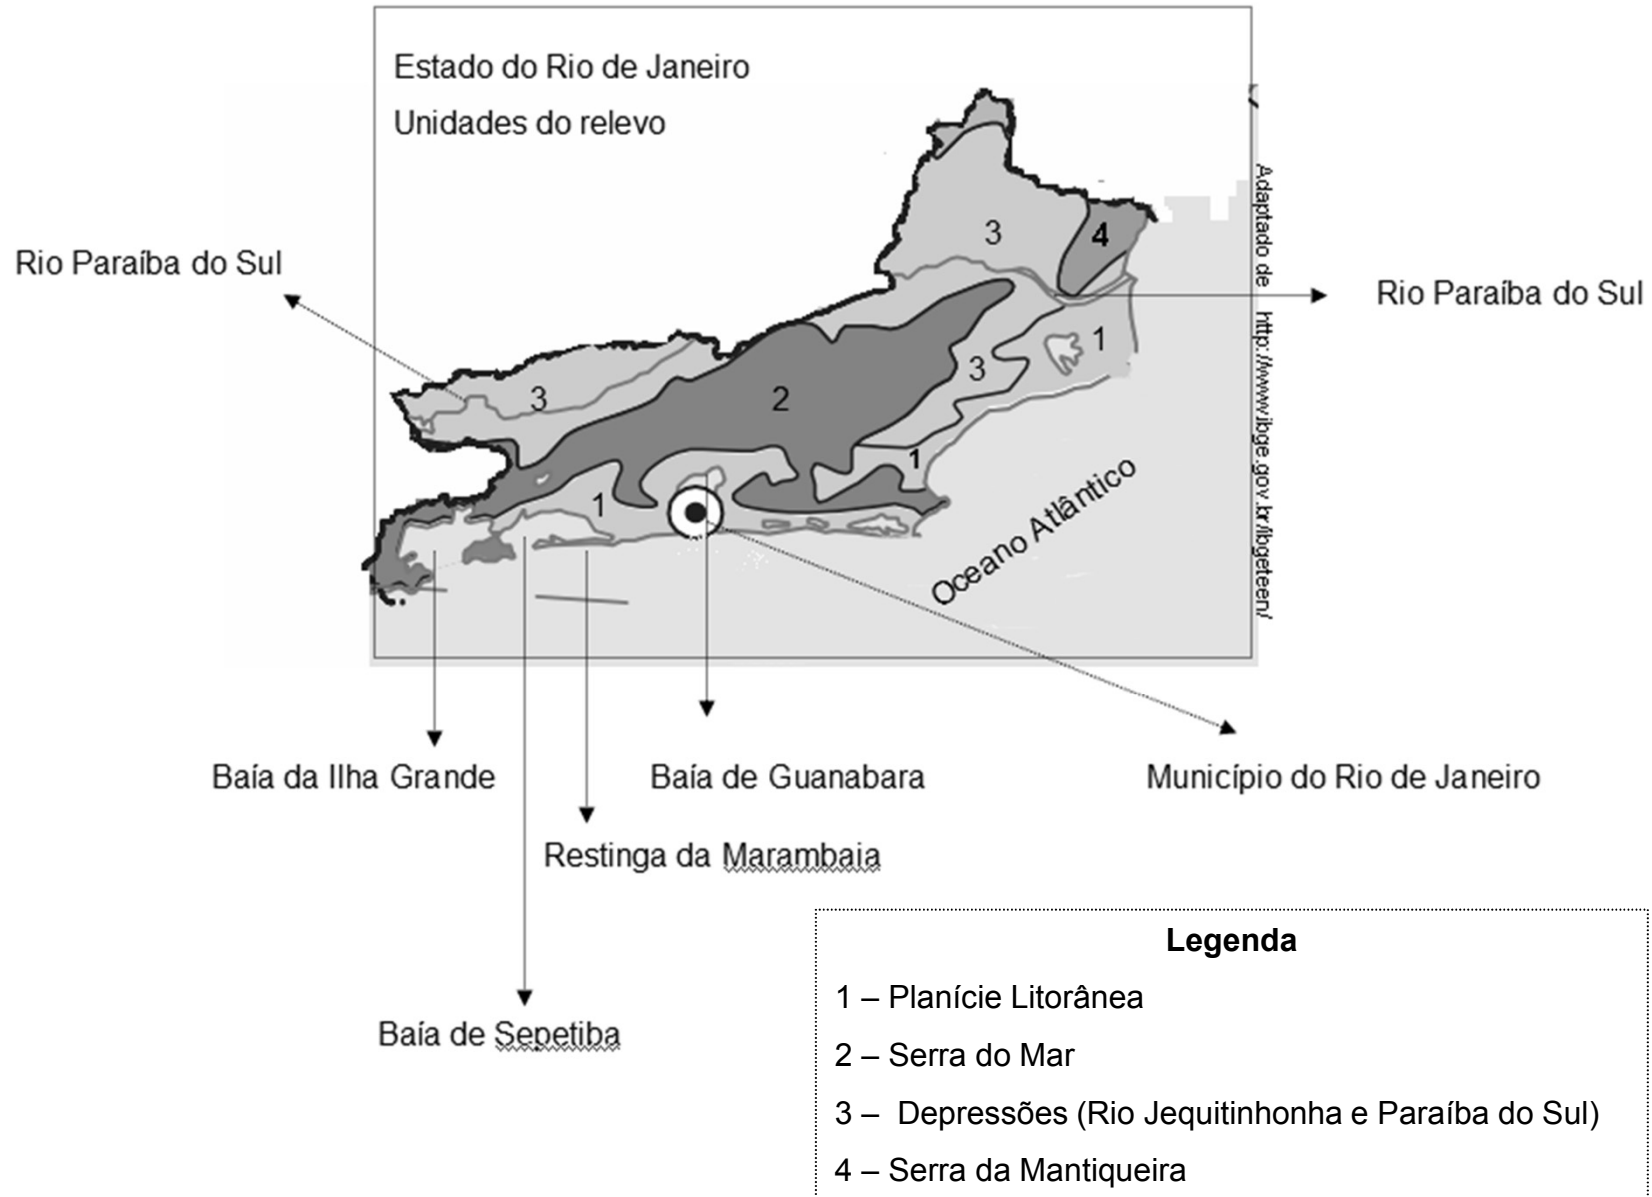 Estado do Rio de Janeiro
Unidades do relevo
3
4
Rio Paraíba do Sul
Rio Paraíba do Sul
Adaptado de http://www.ibge.gov.br/ibgeteen/
1
3
3
2
1
1
Oceano Atlântico
Baía da Ilha Grande
Baía de Guanabara
Município do Rio de Janeiro
Restinga da Marambaia
Baía de Sepetiba
Legenda
1 – Planície Litorânea
2 – Serra do Mar
3 – Depressões (Rio Jequitinhonha e Paraíba do Sul)
4 – Serra da Mantiqueira